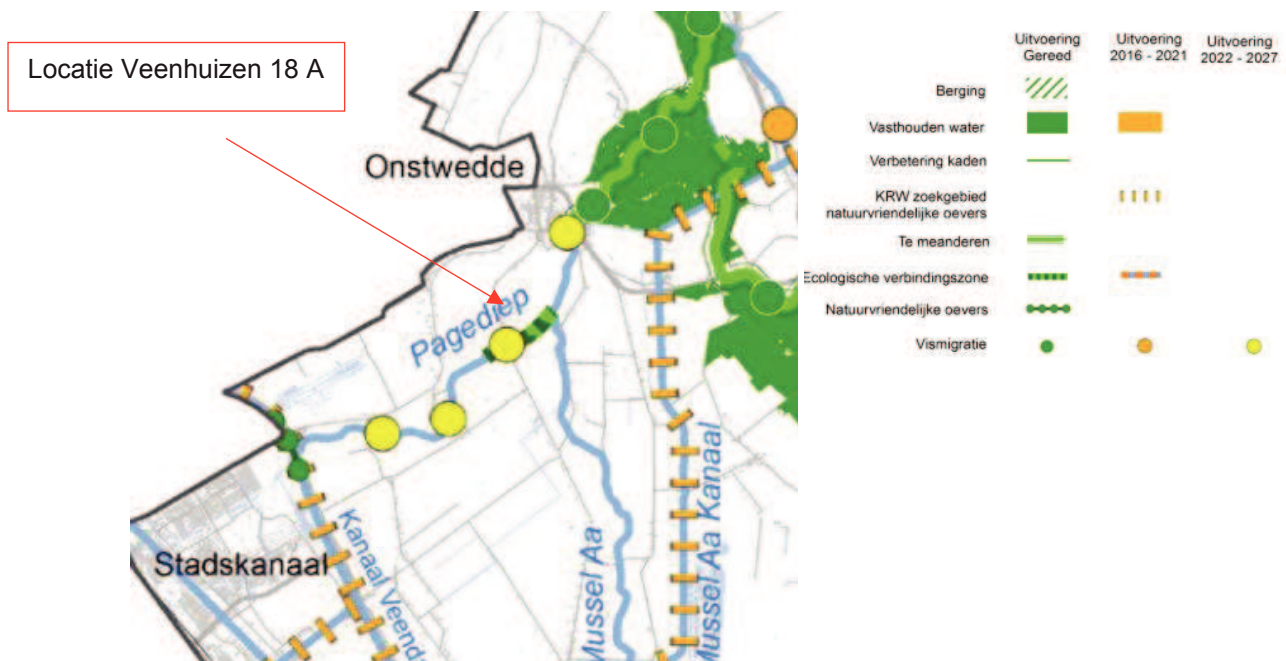 Locatie Veenhuizen 18 A
Onstwedde
Pagediep
Stadskanaal
Kanaal Veenda
Mussel Aa
Mussel Aa Kanaal
Uitvoering
Gereed
Uitvoering
2016 - 2021
Uitvoering
2022 - 2027
Berging
Vasthouden water
Verbetering kaden
KRW zoekgebied
natuurvriendelijke oevers
Te meanderen
Ecologische verbindingszone
Natuurvriendelijke oevers
Vismigratie